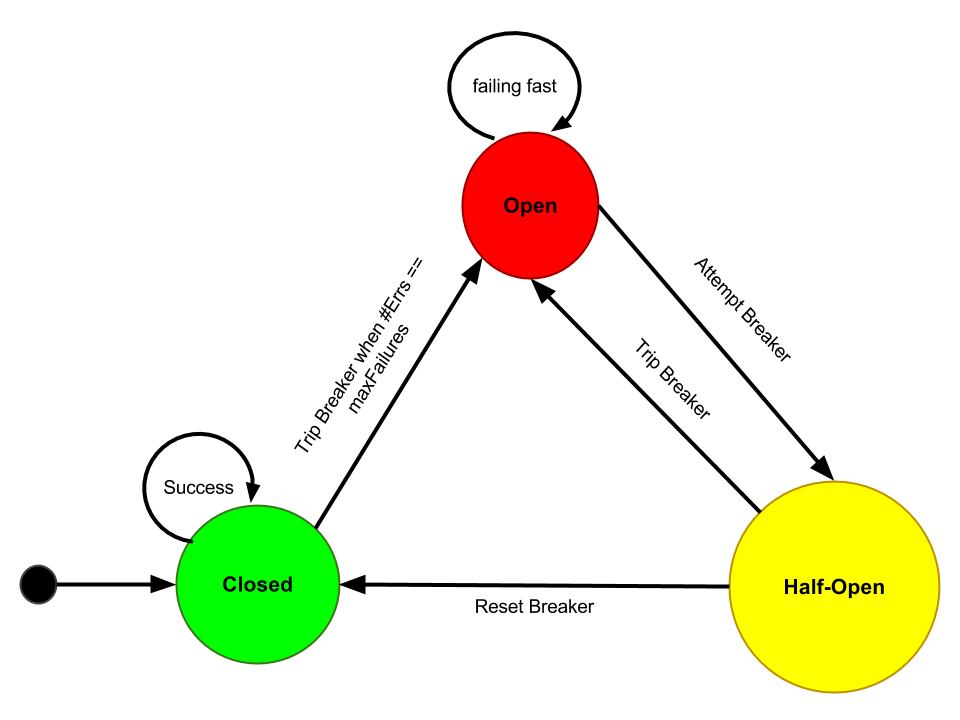 failing fast
Open
Attempt Breaker
Trip Breaker when #Errs ==
maxFailures
Trip Breaker
Success
Closed
Half-Open
Reset Breaker